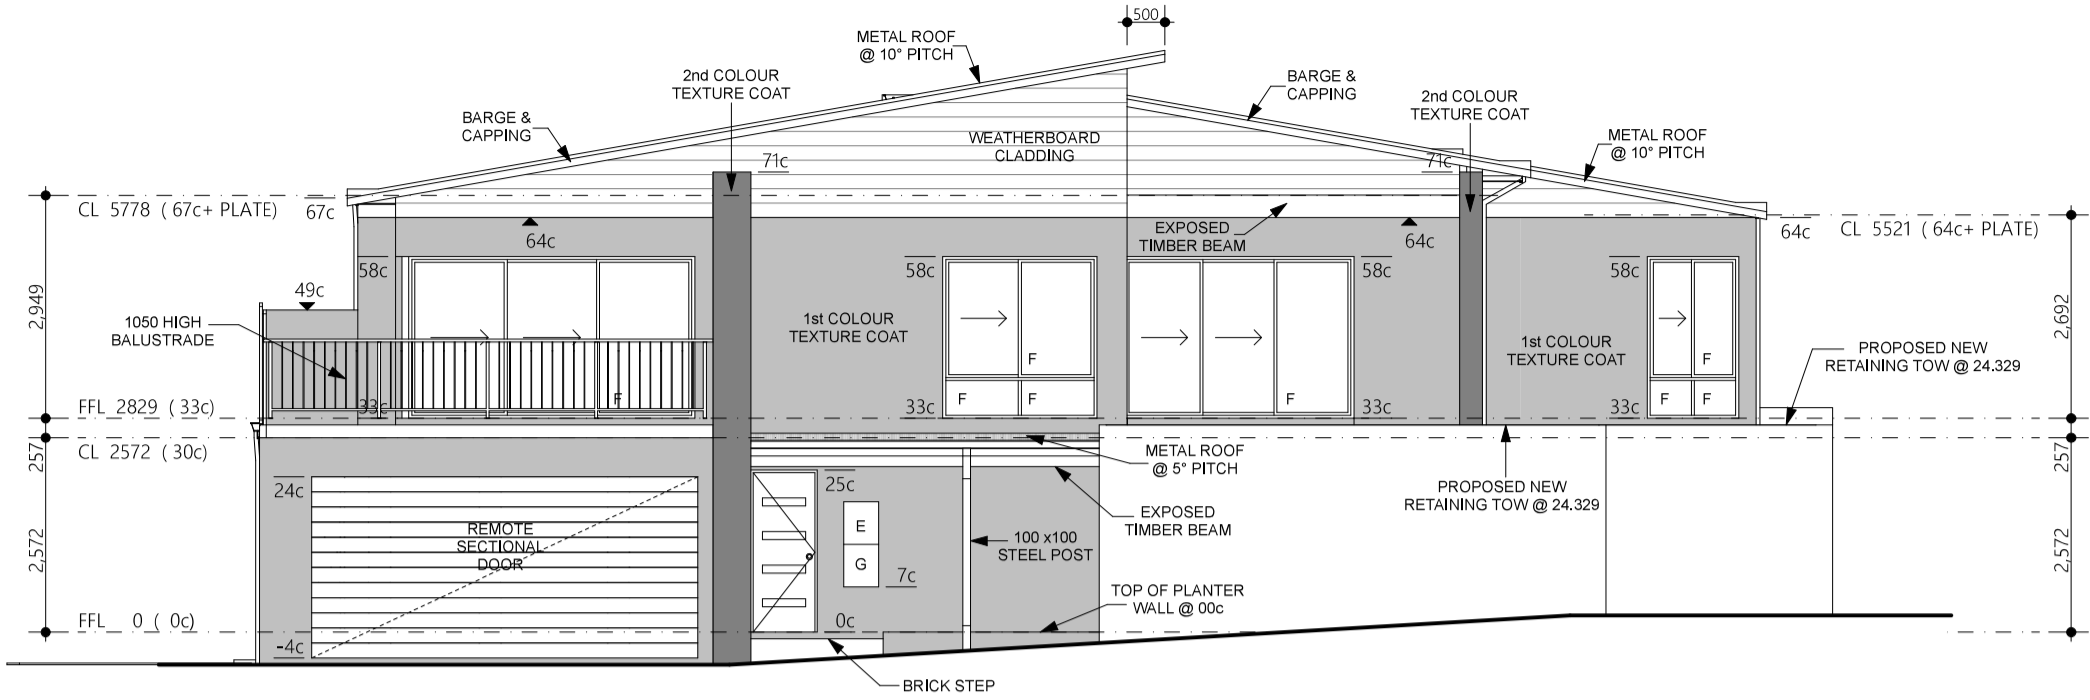 500
METAL ROOF
@ 10° PITCH
2nd COLOUR
TEXTURE COAT
BARGE &
CAPPING
2nd COLOUR
TEXTURE COAT
BARGE &
CAPPING
WEATHERBOARD
CLADDING
METAL ROOF
@ 10° PITCH
71c
71c
CL 5778 ( 67c+ PLATE)
67c
64c
EXPOSED
TIMBER BEAM
64c
64c
CL 5521 ( 64c+ PLATE)
58c
58c
58c
58c
49c
2,949
2,692
1050 HIGH
BALUSTRADE
1st COLOUR
TEXTURE COAT
1st COLOUR
TEXTURE COAT
PROPOSED NEW
RETAINING TOW @ 24.329
F
F
FFL 2829 ( 33c)
33c
F
F
F
F
F
F
33c
33c
33c
257
CL 2572 ( 30c)
257
METAL ROOF
@ 5° PITCH
24c
25c
PROPOSED NEW
RETAINING TOW @ 24.329
EXPOSED
TIMBER BEAM
REMOTE
SECTIONAL
DOOR
E
G
100 x100
STEEL POST
2,572
2,572
7c
TOP OF PLANTER
WALL @ 00c
FFL 0 ( 0c)
0c
-4c
BRICK STEP